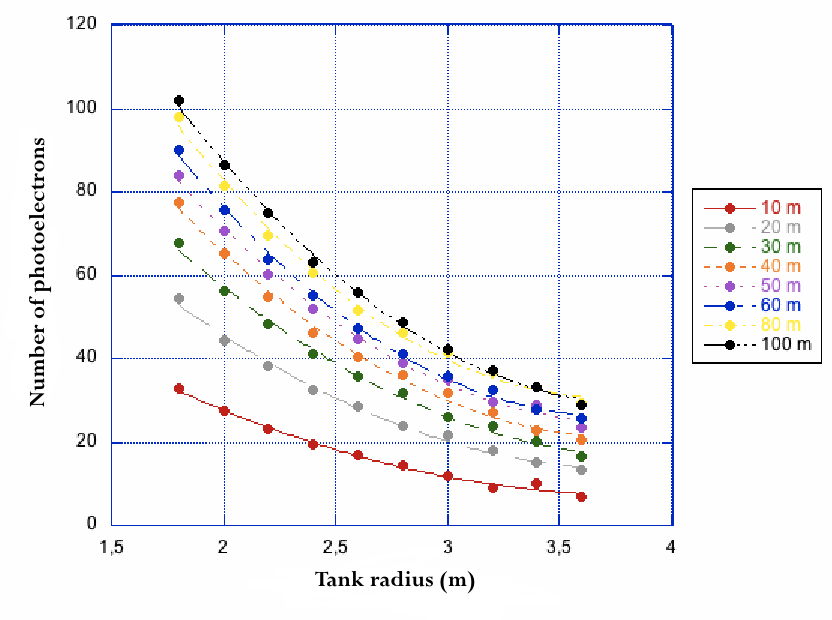 120
100
80
60
40
20
0
1,5 2 2,5 3 3,5 4
Number of photoelectrons
Tank radius (m)
10 m
20 m
30 m
40 m
50 m
60 m
80 m
100 m